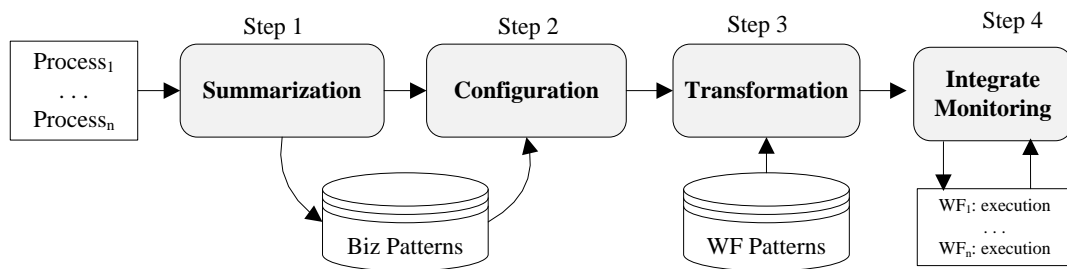 Step 1
Step 2
Step 3
Step 4
Process₁
. . .
Processₙ
Summarization
Configuration
Transformation
Integrate
Monitoring
Biz Patterns
WF Patterns
WF₁: execution
. . .
WFₙ: execution